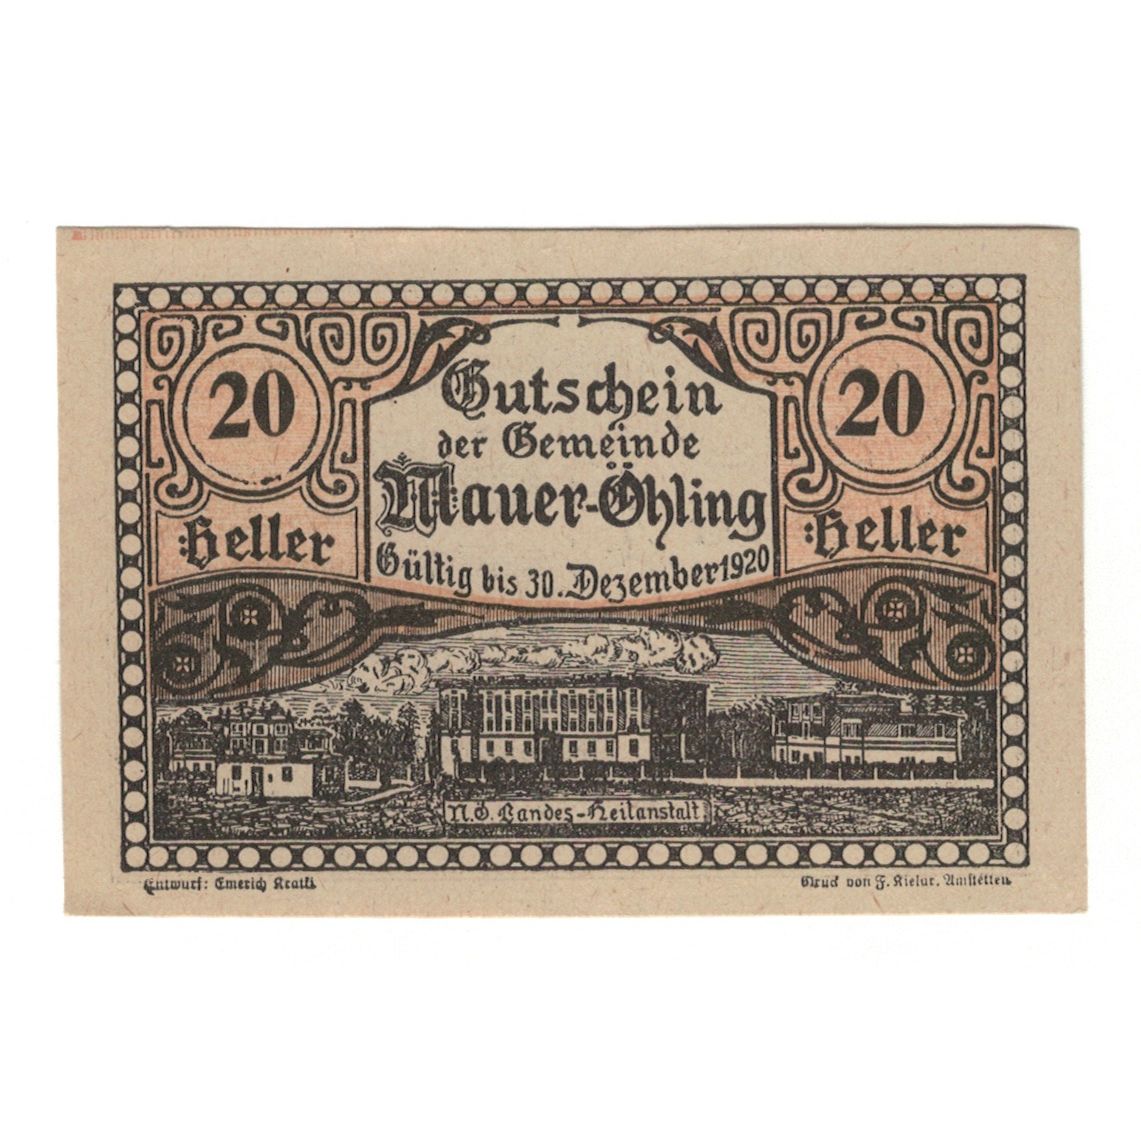 20
Heller
Gutschein
der Gemeinde
Mauer-Öhling
Gültig bis 30. Dezember 1920
20
Heller
N.Ö. Landes-Heilanstalt
Entwurf: Emerich Kratki
Druck von F. Kielar, Amstetten